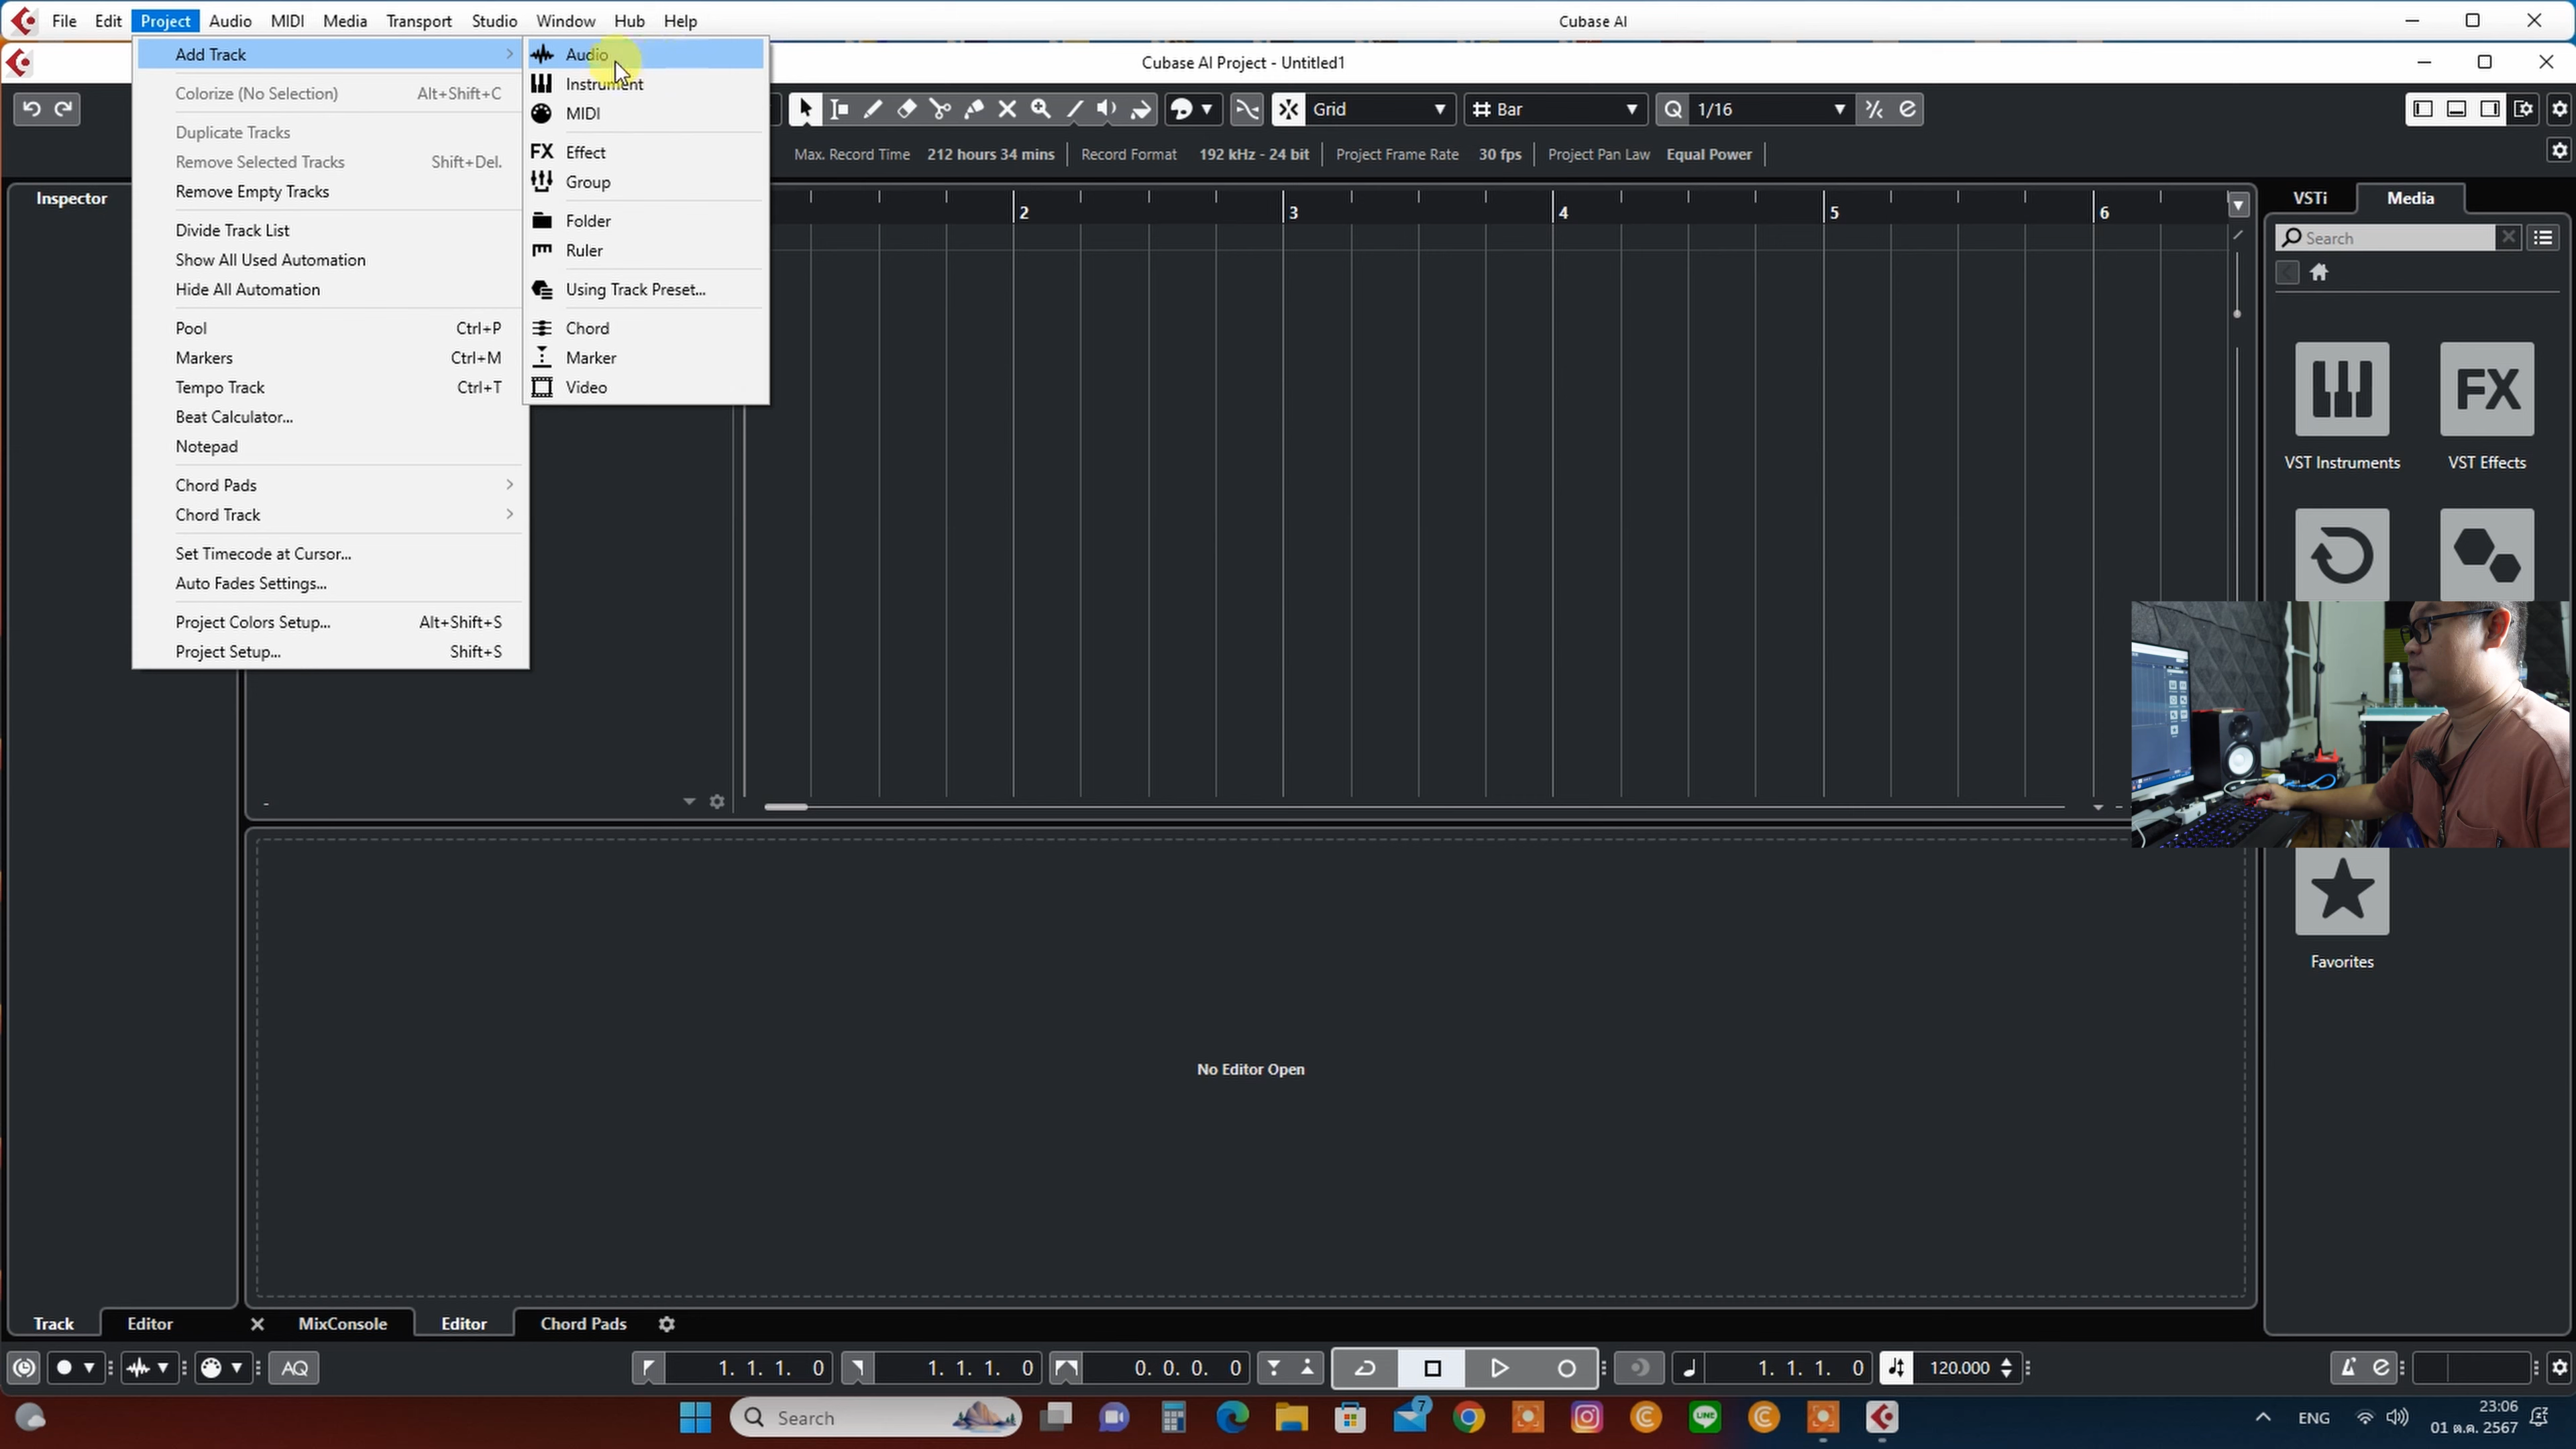 File Edit Project Audio MIDI Media Transport Studio Window Hub Help
Cubase AI
Cubase AI Project - Untitled1
Add Track
Colorize (No Selection) Alt+Shift+C
Duplicate Tracks
Remove Selected Tracks Shift+Del.
Remove Empty Tracks
Divide Track List
Show All Used Automation
Hide All Automation
Pool Ctrl+P
Markers Ctrl+M
Tempo Track Ctrl+T
Beat Calculator...
Notepad
Chord Pads
Chord Track
Set Timecode at Cursor...
Auto Fades Settings...
Project Colors Setup... Alt+Shift+S
Project Setup... Shift+S
Audio
Instrument
MIDI
FX Effect
Group
Folder
Ruler
Using Track Preset...
Chord
Marker
Video
Grid Bar Q 1/16
Max. Record Time 212 hours 34 mins Record Format 192 kHz - 24 bit Project Frame Rate 30 fps Project Pan Law Equal Power
Inspector
2 3 4 5 6
VSTi Media
Search
FX
VST Instruments VST Effects
Favorites
No Editor Open
Track Editor MixConsole Editor Chord Pads
AQ 1. 1. 1. 0 1. 1. 1. 0 0. 0. 0. 0 1. 1. 1. 0 120.000
Search
7
LINE
ENG
23:06
01 ต.ค. 2567